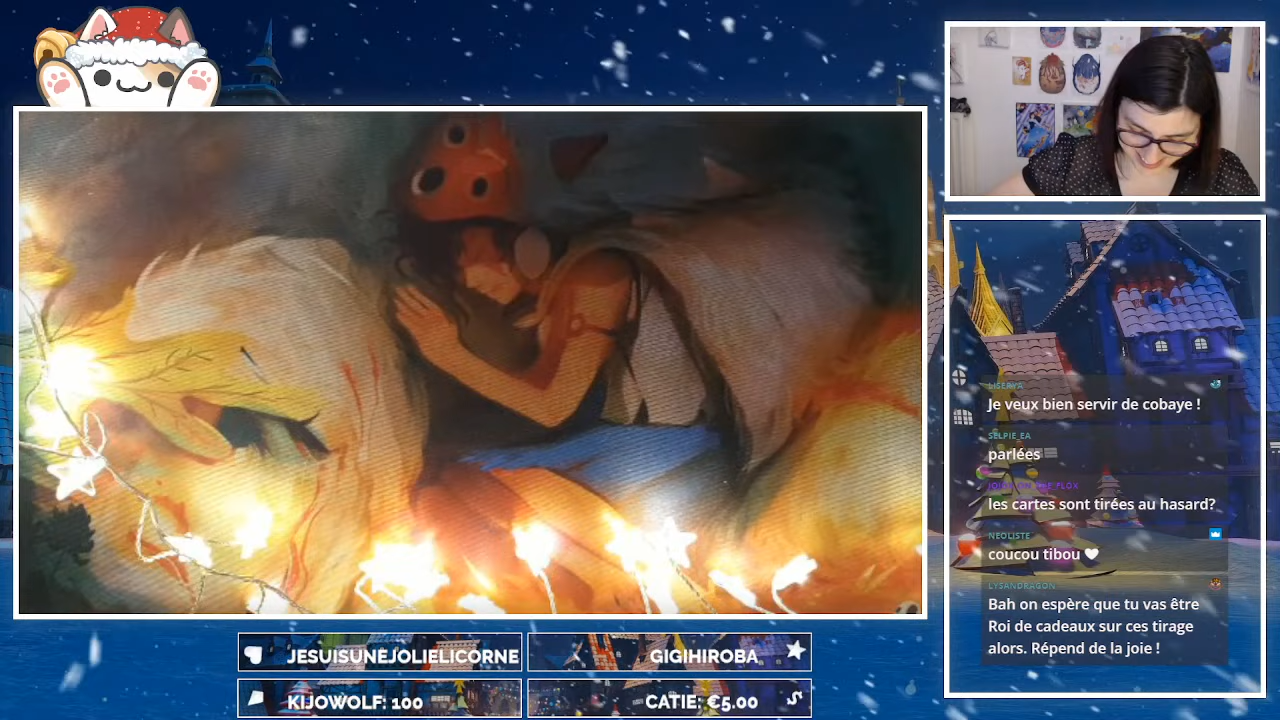 LISERYA
Je veux bien servir de cobaye !
SELPIE_EA
parlées
les cartes sont tirées au hasard?
NEOLISTE
coucou tibou
LYSANDRAGON
Bah on espère que tu vas être
Roi de cadeaux sur ces tirage
alors. Répend de la joie !
JESUISUNEJOLIELICORNE
GIGIHIROBA
KIJOWOLF: 100
CATIE: €5.00